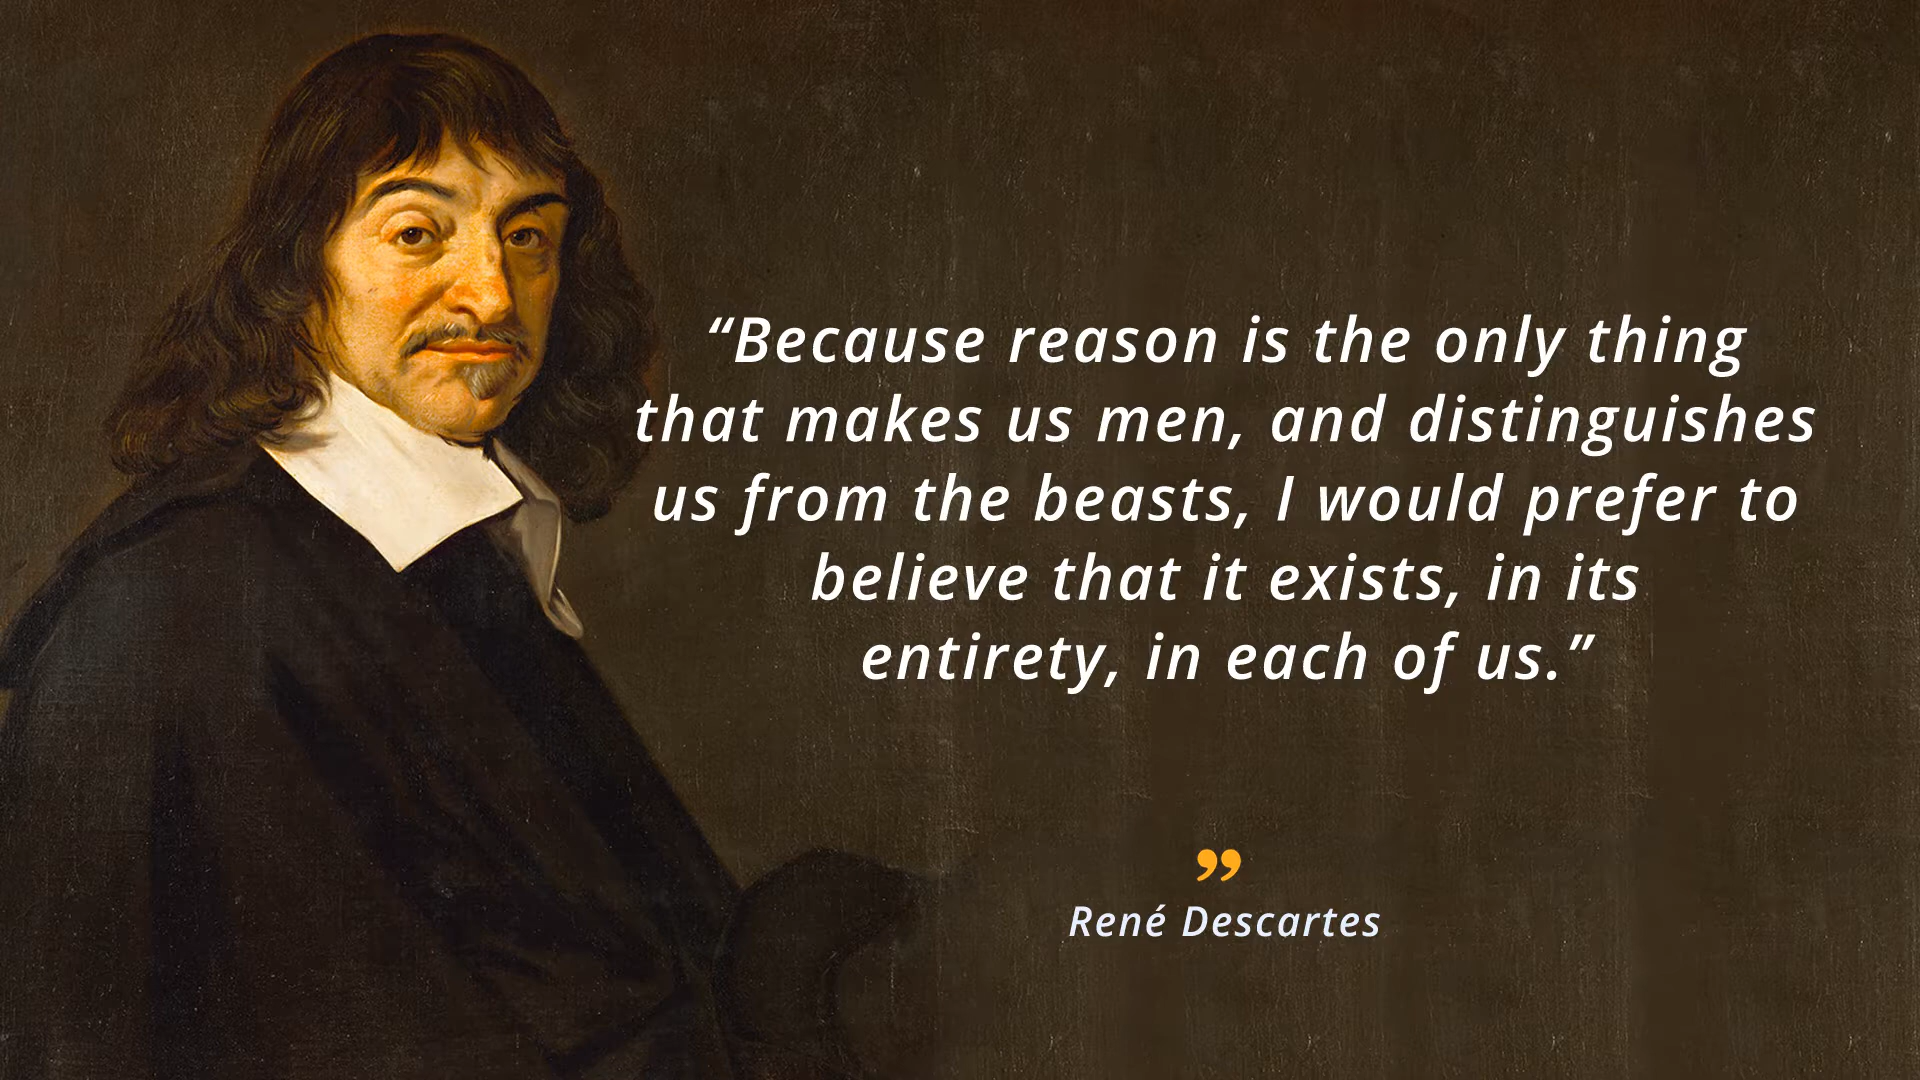 “Because reason is the only thing
that makes us men, and distinguishes
us from the beasts, I would prefer to
believe that it exists, in its
entirety, in each of us.”
”
René Descartes